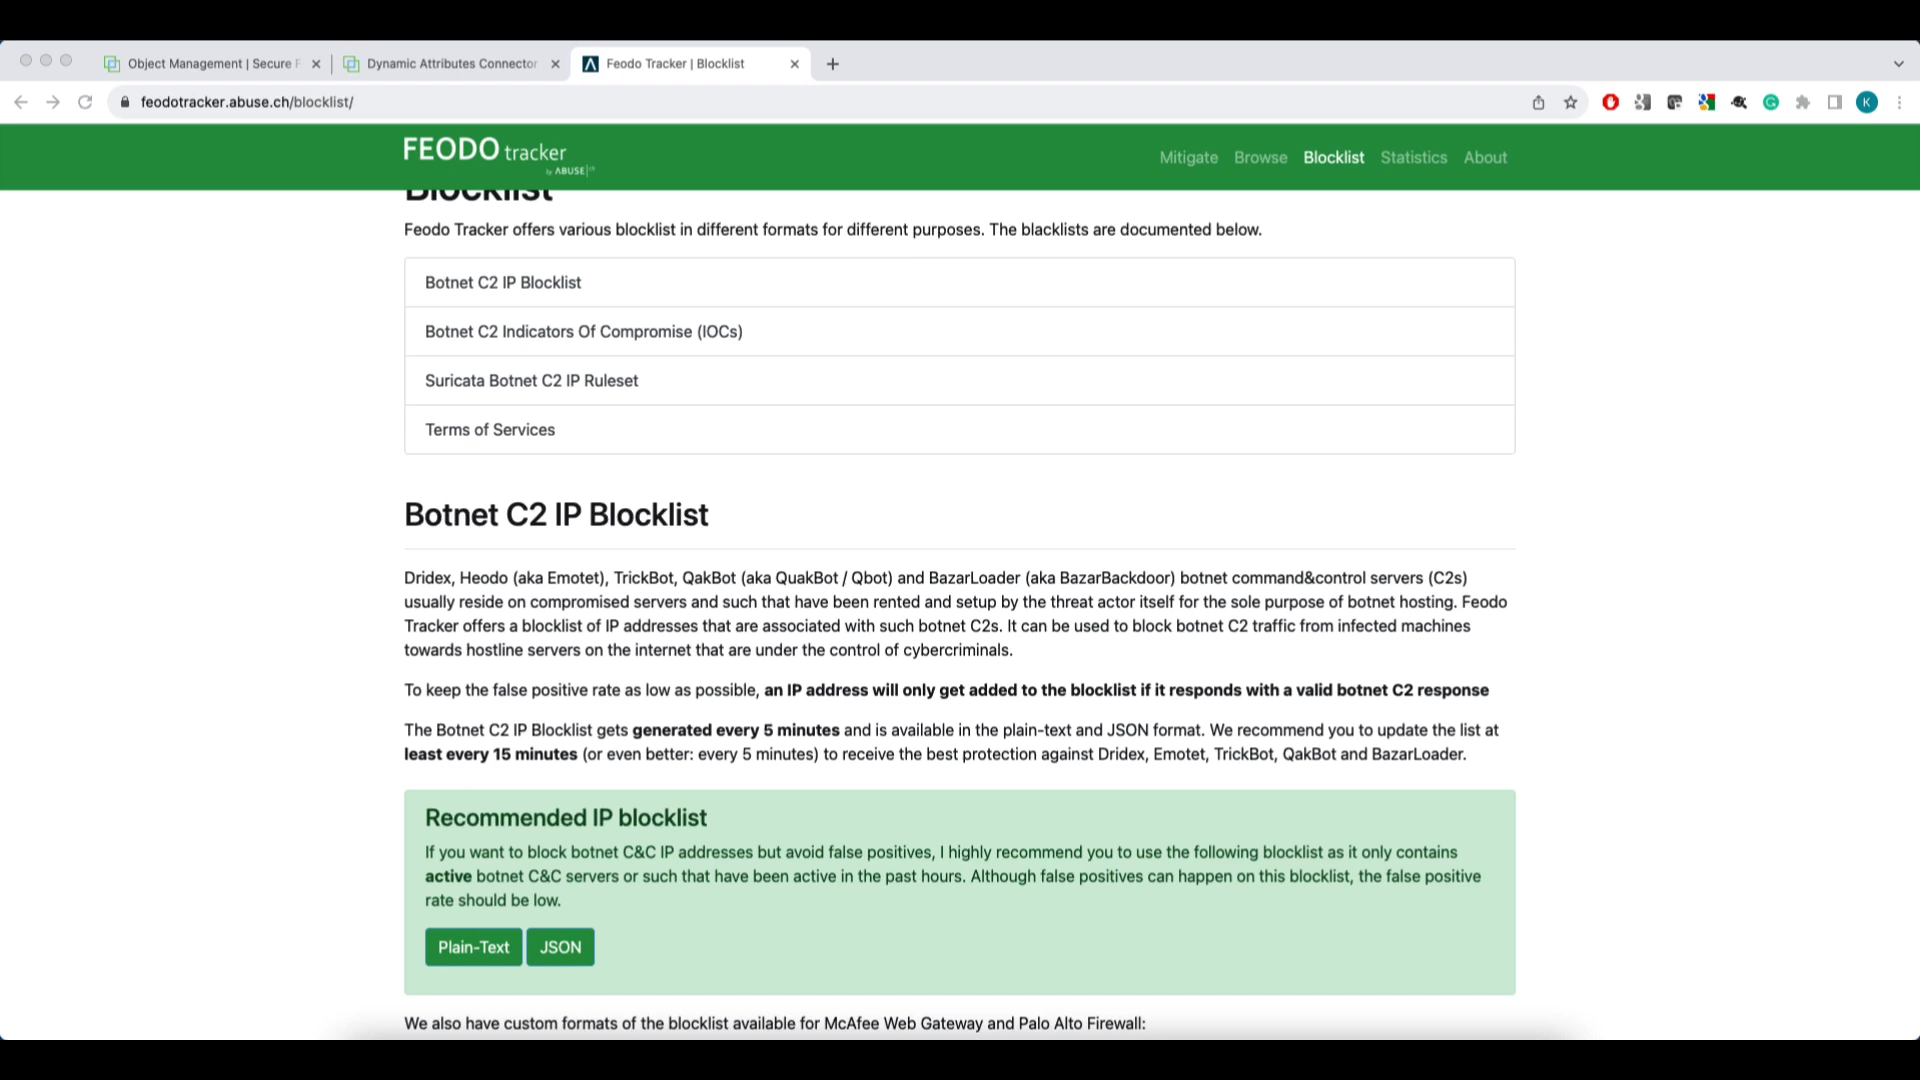 Object Management | Secure F
Dynamic Attributes Connector
Feodo Tracker | Blocklist
feodotracker.abuse.ch/blocklist/
K
FEODO tracker
by ABUSE|ch
Mitigate Browse Blocklist Statistics About
Blocklist
Feodo Tracker offers various blocklist in different formats for different purposes. The blacklists are documented below.
Botnet C2 IP Blocklist
Botnet C2 Indicators Of Compromise (IOCs)
Suricata Botnet C2 IP Ruleset
Terms of Services
Botnet C2 IP Blocklist
Dridex, Heodo (aka Emotet), TrickBot, QakBot (aka QuakBot / Qbot) and BazarLoader (aka BazarBackdoor) botnet command&control servers (C2s)
usually reside on compromised servers and such that have been rented and setup by the threat actor itself for the sole purpose of botnet hosting. Feodo
Tracker offers a blocklist of IP addresses that are associated with such botnet C2s. It can be used to block botnet C2 traffic from infected machines
towards hostline servers on the internet that are under the control of cybercriminals.
To keep the false positive rate as low as possible, an IP address will only get added to the blocklist if it responds with a valid botnet C2 response
The Botnet C2 IP Blocklist gets generated every 5 minutes and is available in the plain-text and JSON format. We recommend you to update the list at
least every 15 minutes (or even better: every 5 minutes) to receive the best protection against Dridex, Emotet, TrickBot, QakBot and BazarLoader.
Recommended IP blocklist
If you want to block botnet C&C IP addresses but avoid false positives, I highly recommend you to use the following blocklist as it only contains
active botnet C&C servers or such that have been active in the past hours. Although false positives can happen on this blocklist, the false positive
rate should be low.
Plain-Text JSON
We also have custom formats of the blocklist available for McAfee Web Gateway and Palo Alto Firewall: